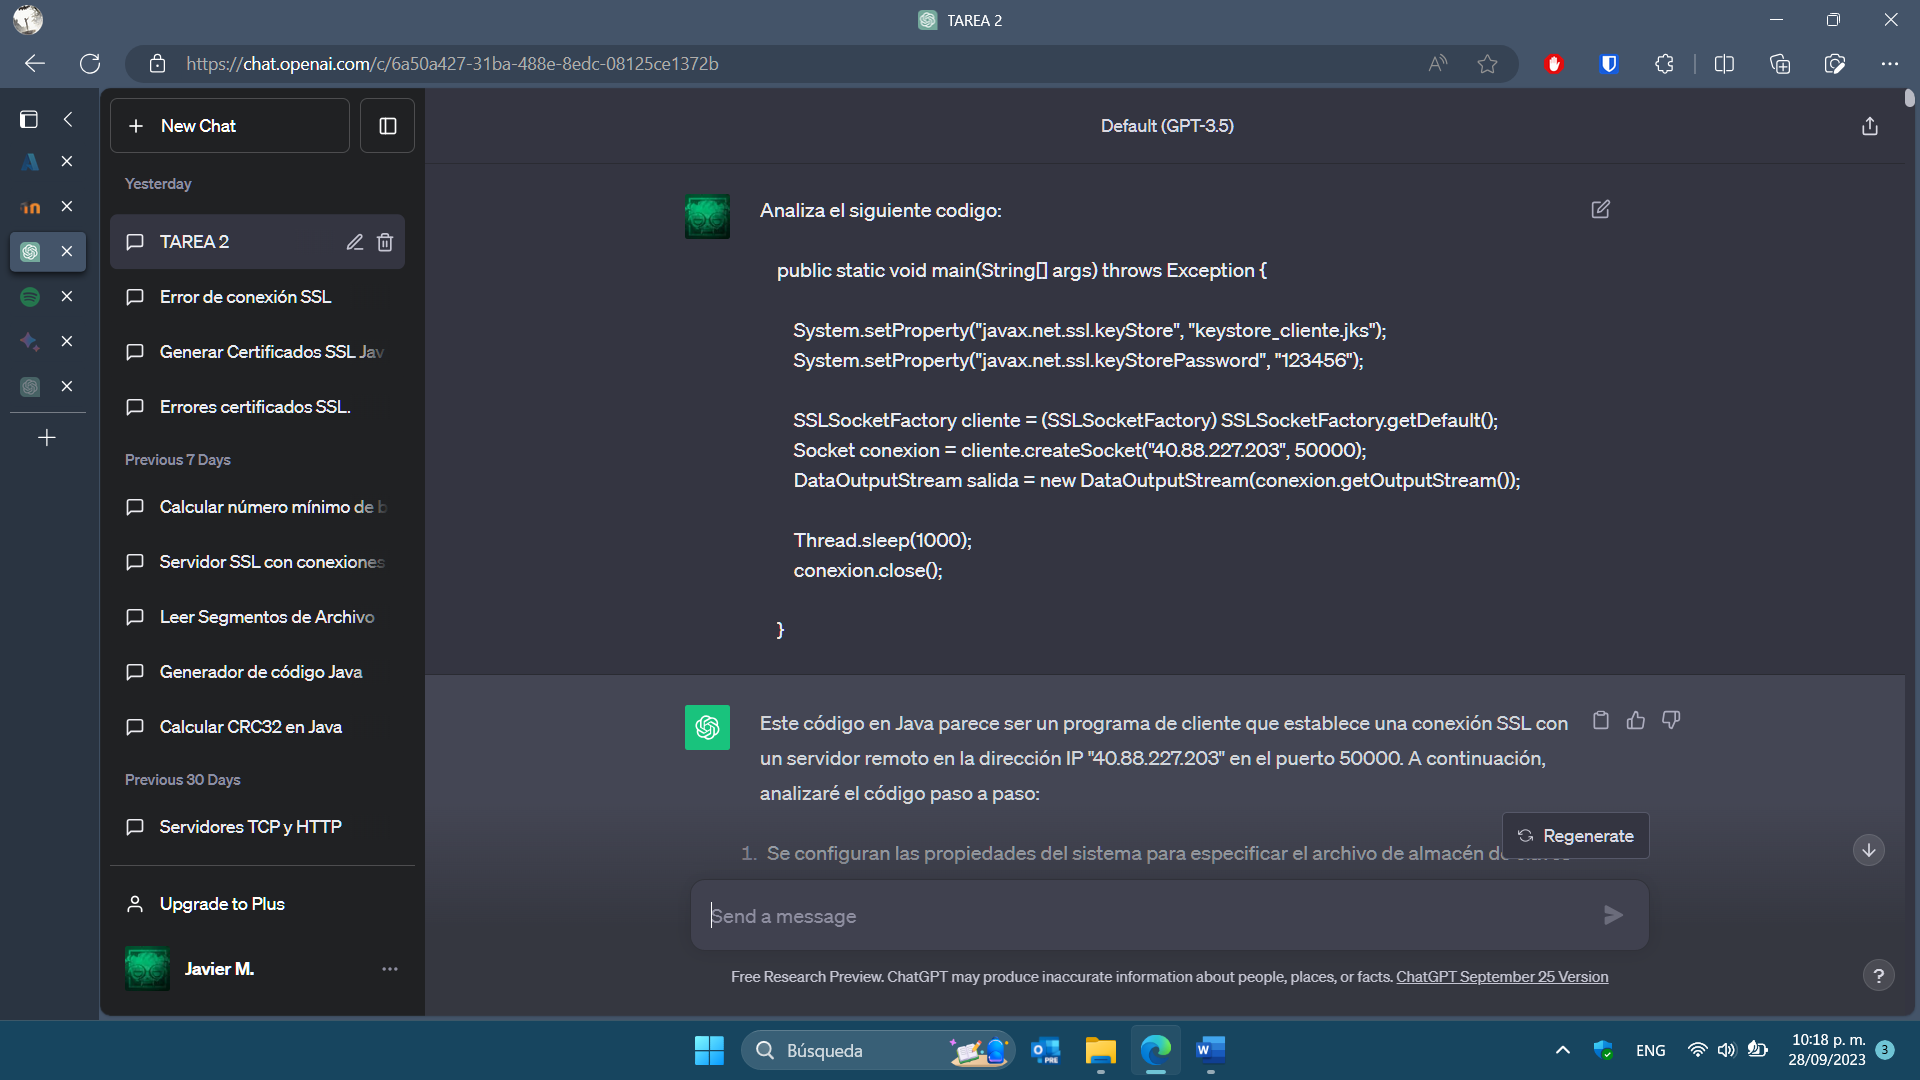 TAREA 2
https://chat.openai.com/c/6a50a427-31ba-488e-8edc-08125ce1372b
New Chat
Yesterday
TAREA 2
Error de conexión SSL
Generar Certificados SSL Jav
Errores certificados SSL.
Previous 7 Days
Calcular número mínimo de b
Servidor SSL con conexiones
Leer Segmentos de Archivo
Generador de código Java
Calcular CRC32 en Java
Previous 30 Days
Servidores TCP y HTTP
Upgrade to Plus
Javier M.
Default (GPT-3.5)
Analiza el siguiente codigo:
public static void main(String[] args) throws Exception {
System.setProperty("javax.net.ssl.keyStore", "keystore_cliente.jks");
System.setProperty("javax.net.ssl.keyStorePassword", "123456");
SSLSocketFactory cliente = (SSLSocketFactory) SSLSocketFactory.getDefault();
Socket conexion = cliente.createSocket("40.88.227.203", 50000);
DataOutputStream salida = new DataOutputStream(conexion.getOutputStream());
Thread.sleep(1000);
conexion.close();
}
Este código en Java parece ser un programa de cliente que establece una conexión SSL con
un servidor remoto en la dirección IP "40.88.227.203" en el puerto 50000. A continuación,
analizaré el código paso a paso:
1. Se configuran las propiedades del sistema para especificar el archivo de almacén de
Regenerate
Send a message
Free Research Preview. ChatGPT may produce inaccurate information about people, places, or facts. ChatGPT September 25 Version
?
Búsqueda
PRE
ENG
10:18 p. m.
28/09/2023
3